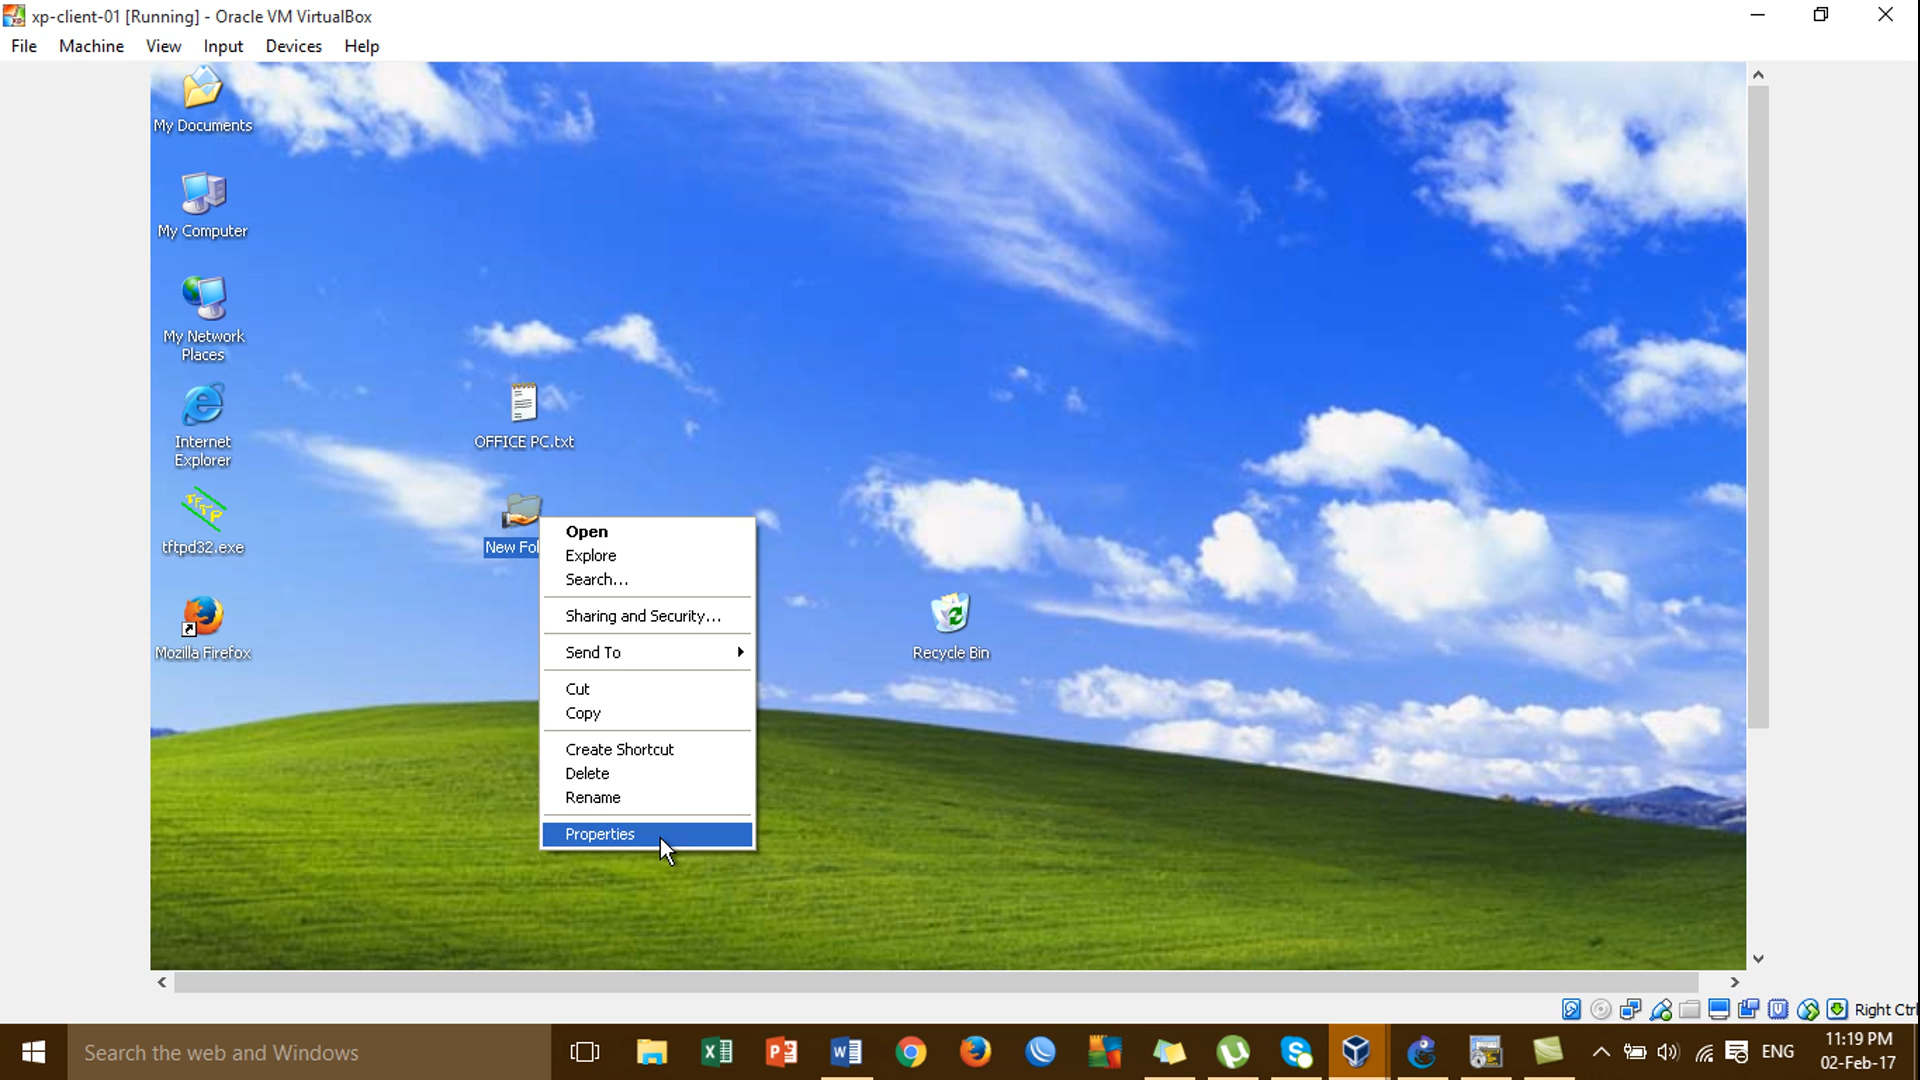 xp-client-01 [Running] - Oracle VM VirtualBox
File Machine View Input Devices Help
My Documents
My Computer
My Network
Places
Internet
Explorer
tftpd32.exe
Mozilla Firefox
OFFICE PC.txt
New Fol
Open
Explore
Search...
Sharing and Security...
Send To
Cut
Copy
Create Shortcut
Delete
Rename
Properties
Recycle Bin
Right Ctrl
Search the web and Windows
ENG
11:19 PM
02-Feb-17